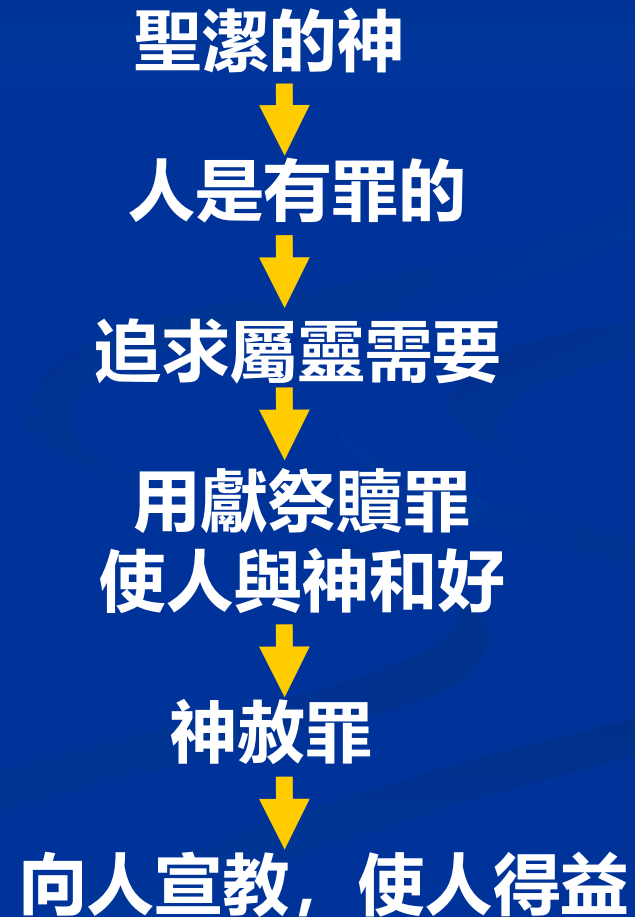 聖潔的神
人是有罪的
追求屬靈需要
用獻祭贖罪
使人與神和好
神赦罪
向人宣教，使人得益